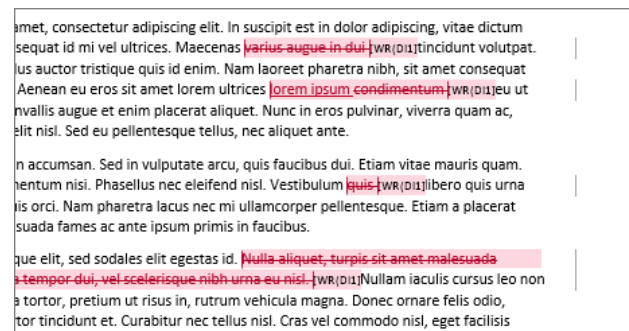 amet, consectetur adipiscing elit. In suscipit est in dolor adipiscing, vitae dictum
sequat id mi vel ultrices. Maecenas varius augue in dui [WR(DI1]tincidunt volutpat.
lus auctor tristique quis id enim. Nam laoreet pharetra nibh, sit amet consequat
Aenean eu eros sit amet lorem ultrices lorem ipsum condimentum [WR(DI1]eu ut
nvallis augue et enim placerat aliquet. Nunc in eros pulvinar, viverra quam ac,
elit nisl. Sed eu pellentesque tellus, nec aliquet ante.
n accumsan. Sed in vulputate arcu, quis faucibus dui. Etiam vitae mauris quam.
mentum nisi. Phasellus nec eleifend nisl. Vestibulum quis [WR(DI1]libero quis urna
is orci. Nam pharetra lacus nec mi ullamcorper pellentesque. Etiam a placerat
suada fames ac ante ipsum primis in faucibus.
que elit, sed sodales elit egestas id. Nulla aliquet, turpis sit amet malesuada
a tempor dui, vel scelerisque nibh urna eu nisl. [WR(DI1]Nullam iaculis cursus leo non
a tortor, pretium ut risus in, rutrum vehicula magna. Donec ornare felis odio,
tor tincidunt et. Curabitur nec tellus nisl. Cras vel commodo nisl, eget facilisis